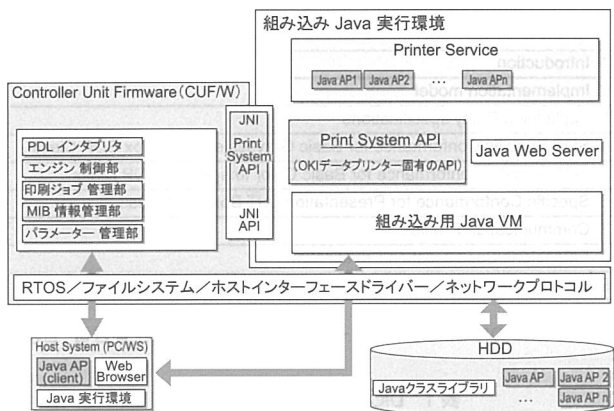 組み込み Java 実行環境
Printer Service
Java AP1 Java AP2 … Java APn
Controller Unit Firmware(CUF/W)
PDL インタプリタ
エンジン 制御部
印刷ジョブ 管理部
MIB 情報管理部
パラメーター 管理部
JNI
Print
System
API
JNI
API
Print System API
(OKIデータプリンター固有のAPI)
Java Web Server
組み込み用 Java VM
RTOS/ファイルシステム/ホストインターフェースドライバー/ネットワークプロトコル
Host System (PC/WS)
Java AP
(client)
Web
Browser
Java 実行環境
HDD
Javaクラスライブラリ
Java AP
Java AP 2
…
Java AP n
Introduction
Implementation model